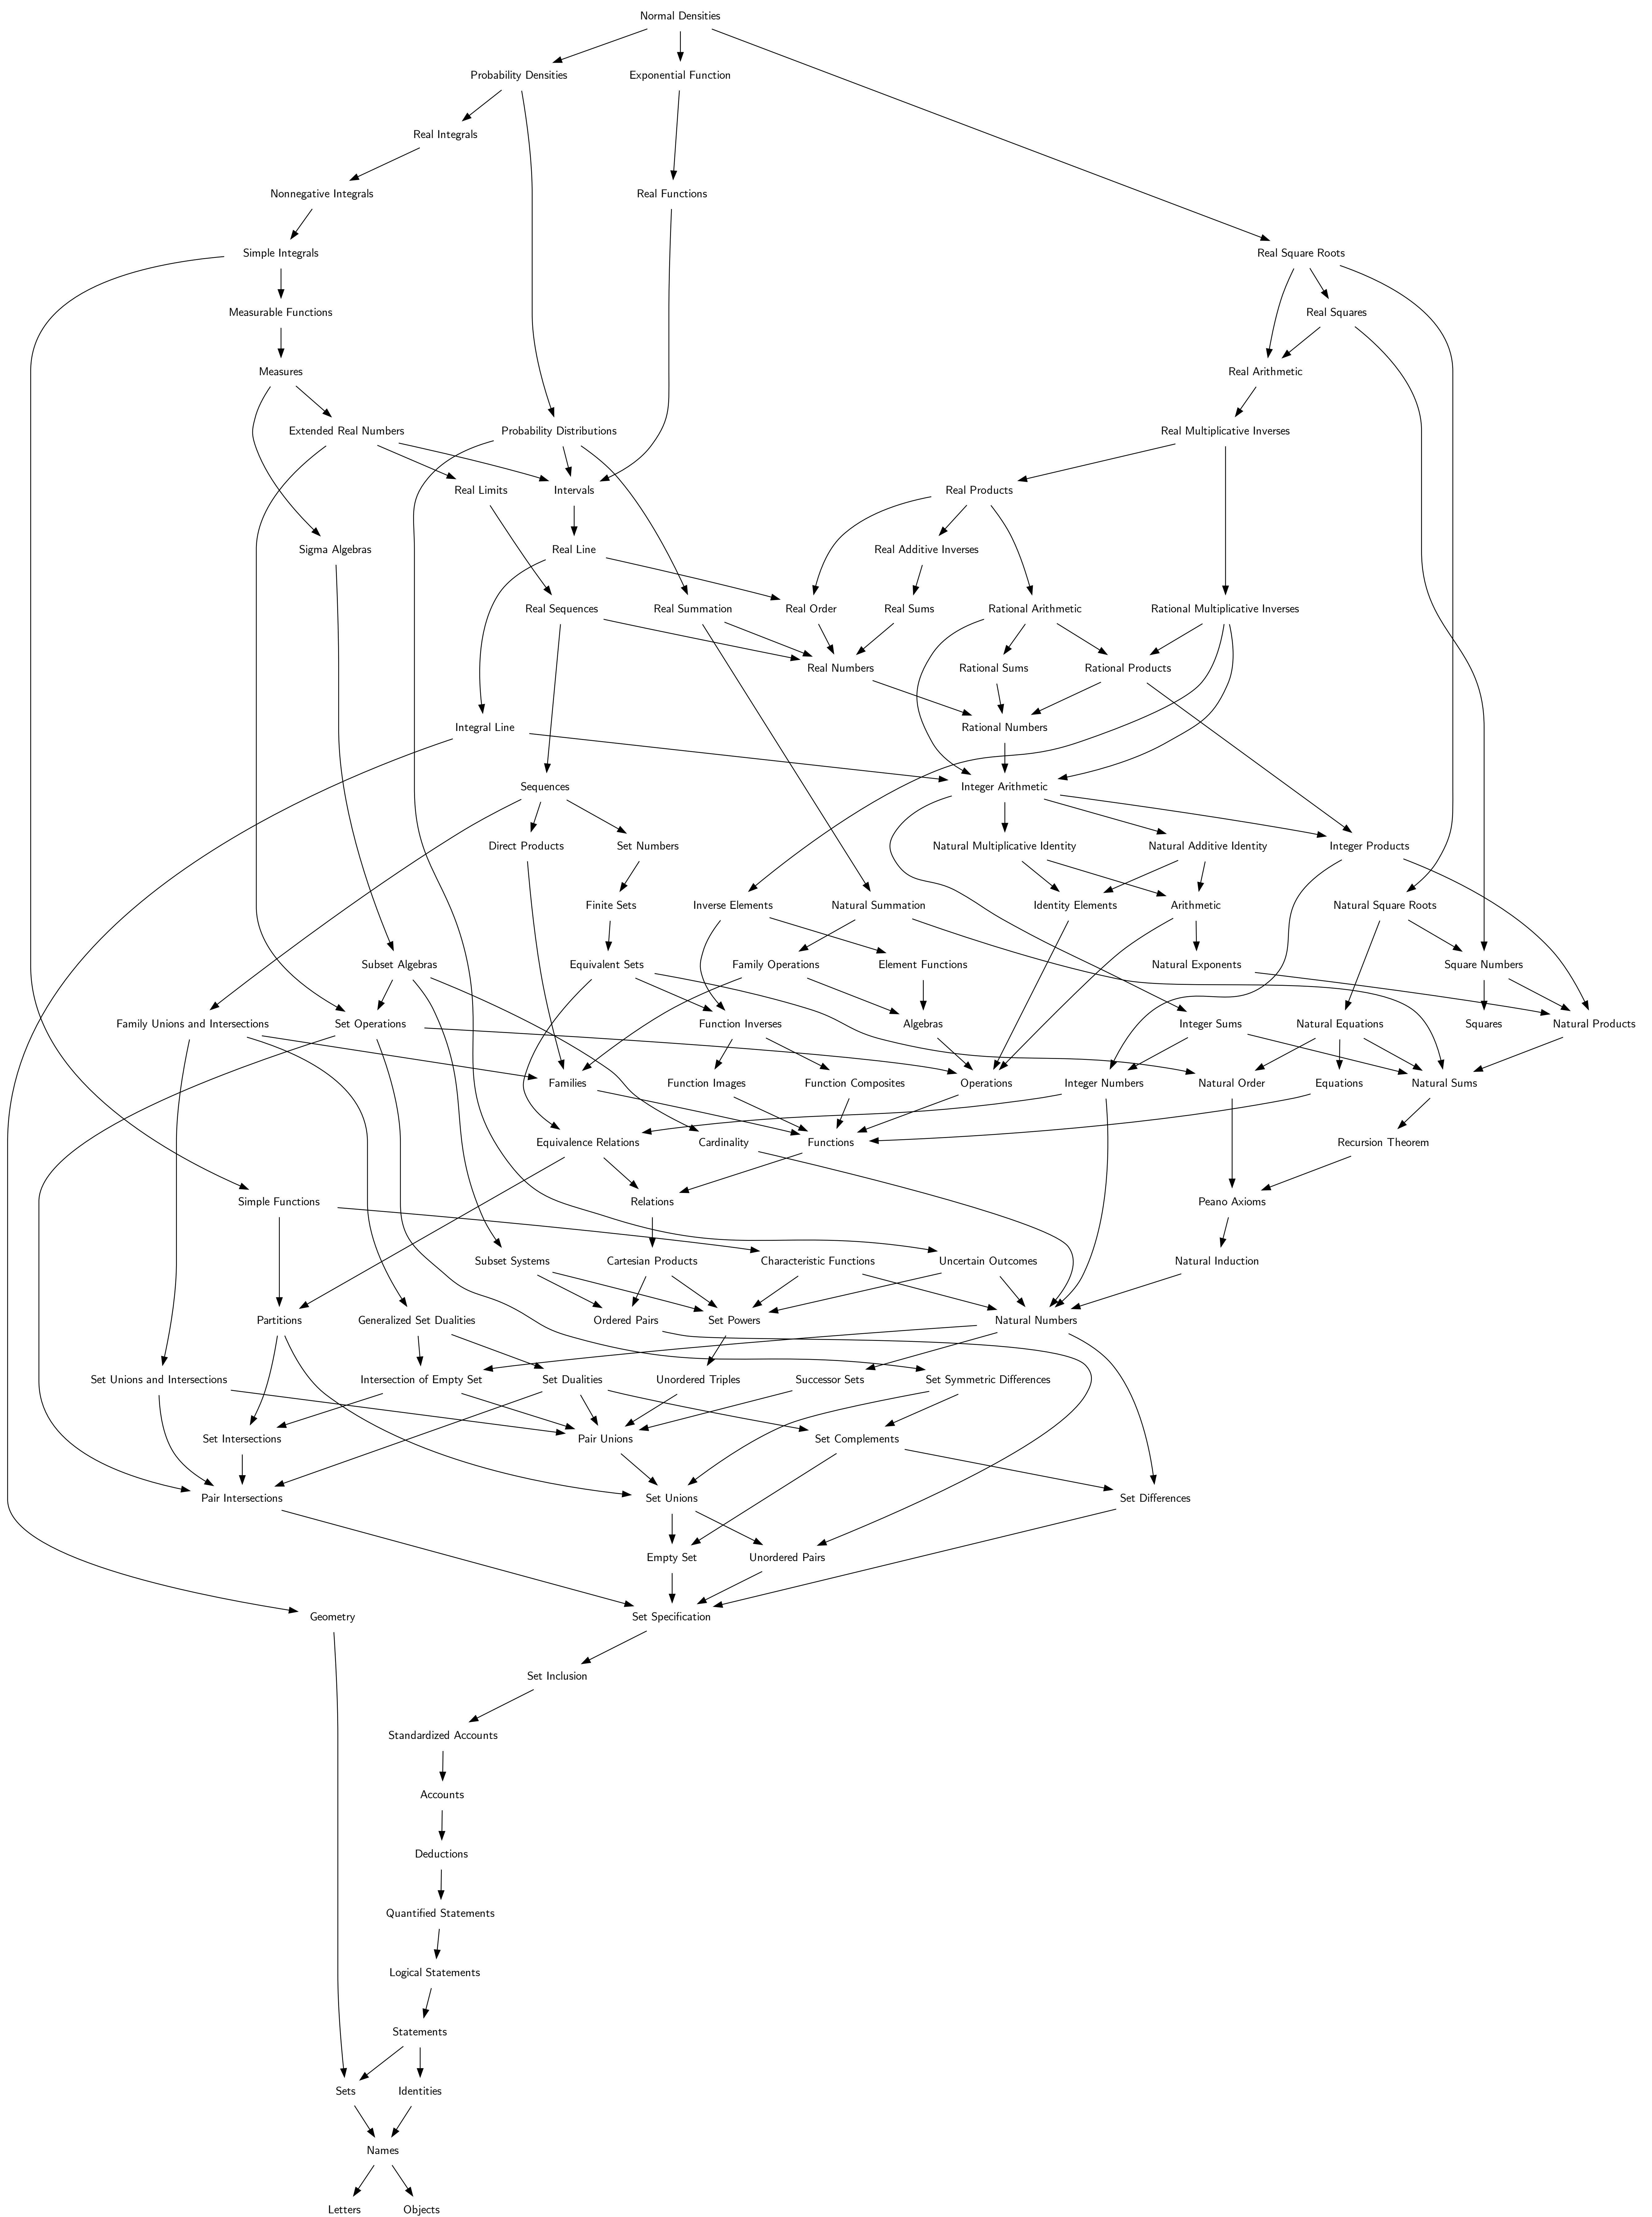 Normal Densities
Probability Densities
Exponential Function
Real Integrals
Nonnegative Integrals
Real Functions
Simple Integrals
Real Square Roots
Measurable Functions
Real Squares
Measures
Real Arithmetic
Extended Real Numbers
Probability Distributions
Real Multiplicative Inverses
Real Limits
Intervals
Real Products
Sigma Algebras
Real Line
Real Additive Inverses
Real Sequences
Real Summation
Real Order
Real Sums
Rational Arithmetic
Rational Multiplicative Inverses
Real Numbers
Rational Sums
Rational Products
Integral Line
Rational Numbers
Sequences
Integer Arithmetic
Direct Products
Set Numbers
Natural Multiplicative Identity
Natural Additive Identity
Integer Products
Finite Sets
Inverse Elements
Natural Summation
Identity Elements
Arithmetic
Natural Square Roots
Subset Algebras
Equivalent Sets
Family Operations
Element Functions
Natural Exponents
Square Numbers
Family Unions and Intersections
Set Operations
Function Inverses
Algebras
Integer Sums
Natural Equations
Squares
Natural Products
Families
Function Images
Function Composites
Operations
Integer Numbers
Natural Order
Equations
Natural Sums
Equivalence Relations
Cardinality
Functions
Recursion Theorem
Simple Functions
Relations
Peano Axioms
Subset Systems
Cartesian Products
Characteristic Functions
Uncertain Outcomes
Natural Induction
Partitions
Generalized Set Dualities
Ordered Pairs
Set Powers
Natural Numbers
Set Unions and Intersections
Intersection of Empty Set
Set Dualities
Unordered Triples
Successor Sets
Set Symmetric Differences
Set Intersections
Pair Unions
Set Complements
Pair Intersections
Set Unions
Set Differences
Empty Set
Unordered Pairs
Geometry
Set Specification
Set Inclusion
Standardized Accounts
Accounts
Deductions
Quantified Statements
Logical Statements
Statements
Sets
Identities
Names
Letters
Objects